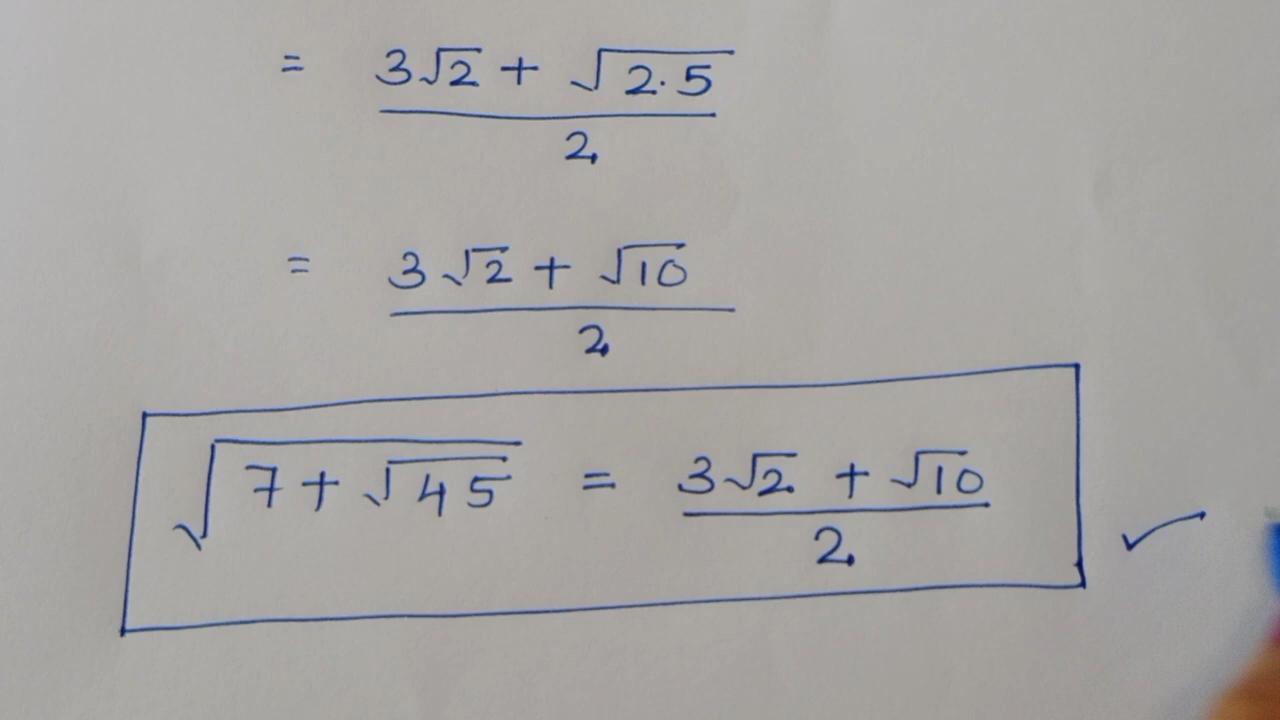 = (3√2 + √(2·5))/2
= (3√2 + √10)/2
√(7 + √45) = (3√2 + √10)/2 ✓